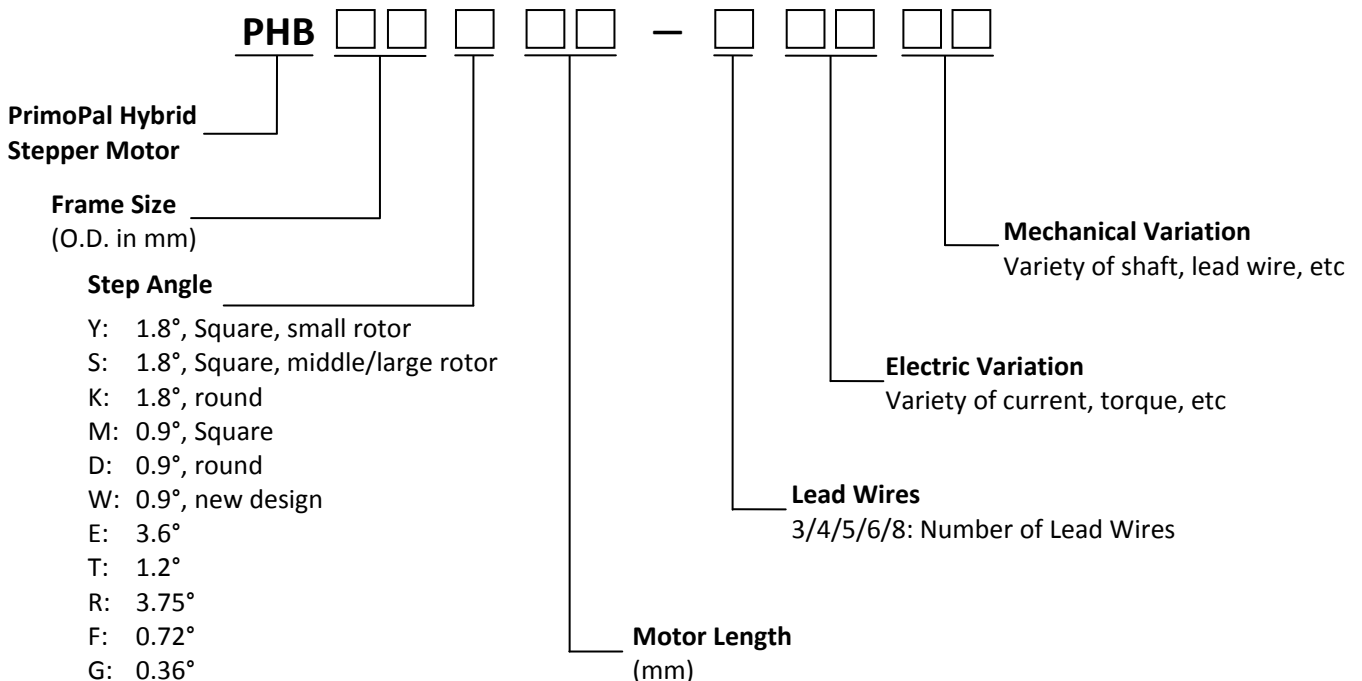 PHB □□ □ □□ – □ □□ □□
PrimoPal Hybrid
Stepper Motor
Frame Size
(O.D. in mm)
Step Angle
Y: 1.8°, Square, small rotor
S: 1.8°, Square, middle/large rotor
K: 1.8°, round
M: 0.9°, Square
D: 0.9°, round
W: 0.9°, new design
E: 3.6°
T: 1.2°
R: 3.75°
F: 0.72°
G: 0.36°
Motor Length
(mm)
Lead Wires
3/4/5/6/8: Number of Lead Wires
Electric Variation
Variety of current, torque, etc
Mechanical Variation
Variety of shaft, lead wire, etc